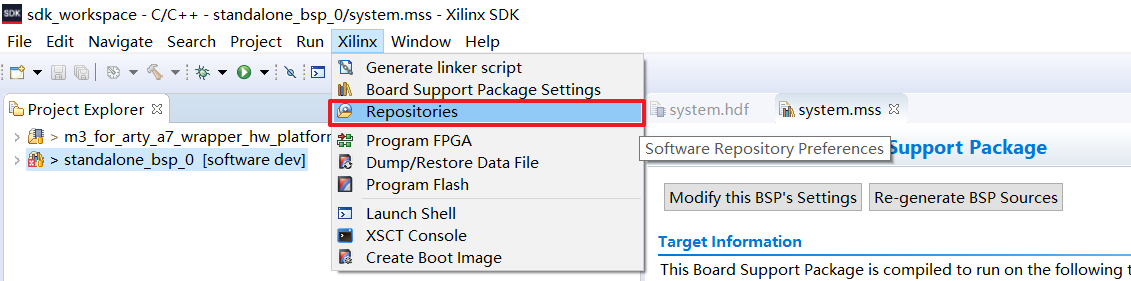 SDK sdk_workspace - C/C++ - standalone_bsp_0/system.mss - Xilinx SDK
File Edit Navigate Search Project Run Xilinx Window Help
Generate linker script
Board Support Package Settings
Repositories
Program FPGA
Dump/Restore Data File
Program Flash
Launch Shell
XSCT Console
Create Boot Image
Project Explorer
> m3_for_arty_a7_wrapper_hw_platform
> standalone_bsp_0 [software dev]
system.hdf system.mss
Software Repository Preferences
Support Package
Modify this BSP's Settings Re-generate BSP Sources
Target Information
This Board Support Package is compiled to run on the following t